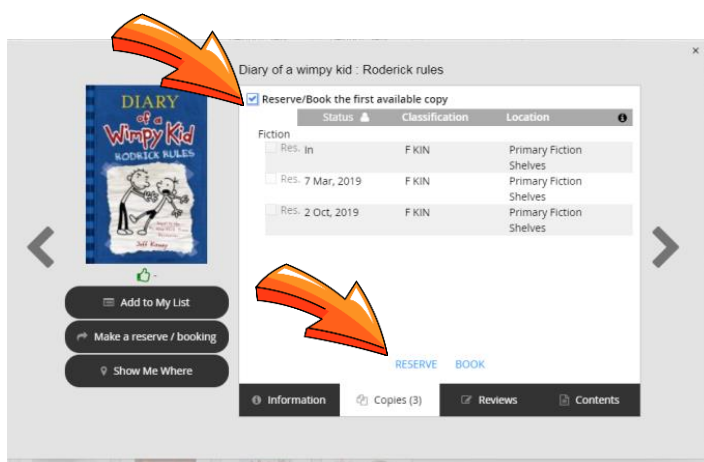 ×
Diary of a wimpy kid : Roderick rules
DIARY
of a
Wimpy Kid
RODRICK RULES
Jeff Kinney
Reserve/Book the first available copy
Status Classification Location
Fiction
Res. In F KIN Primary Fiction
Shelves
Res. 7 Mar, 2019 F KIN Primary Fiction
Shelves
Res. 2 Oct, 2019 F KIN Primary Fiction
Shelves
-
Add to My List
Make a reserve / booking
Show Me Where
RESERVE BOOK
Information Copies (3) Reviews Contents